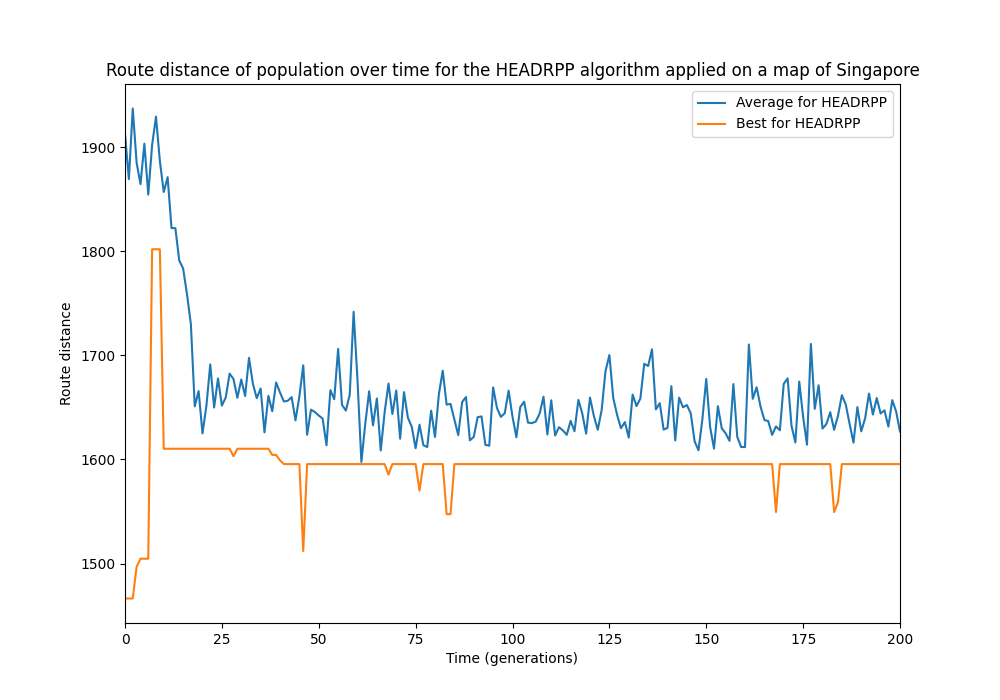 Route distance of population over time for the HEADRPP algorithm applied on a map of Singapore
Average for HEADRPP
Best for HEADRPP
1900
1800
1700
1600
1500
Route distance
0 25 50 75 100 125 150 175 200
Time (generations)